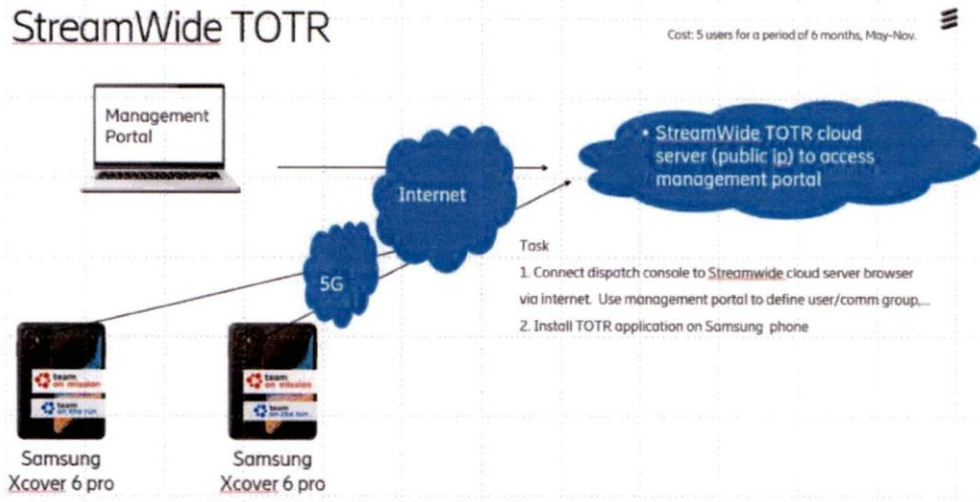 StreamWide TOTR
Cost: 5 users for a period of 6 months, May-Nov.
Management
Portal
• StreamWide TOTR cloud
server (public ip) to access
management portal
Internet
5G
Task
1. Connect dispatch console to Streamwide cloud server browser
via internet. Use management portal to define user/comm group,...
2. Install TOTR application on Samsung phone
team
on mission
team
on the run
team
on mission
team
on the run
Samsung
Xcover 6 pro
Samsung
Xcover 6 pro